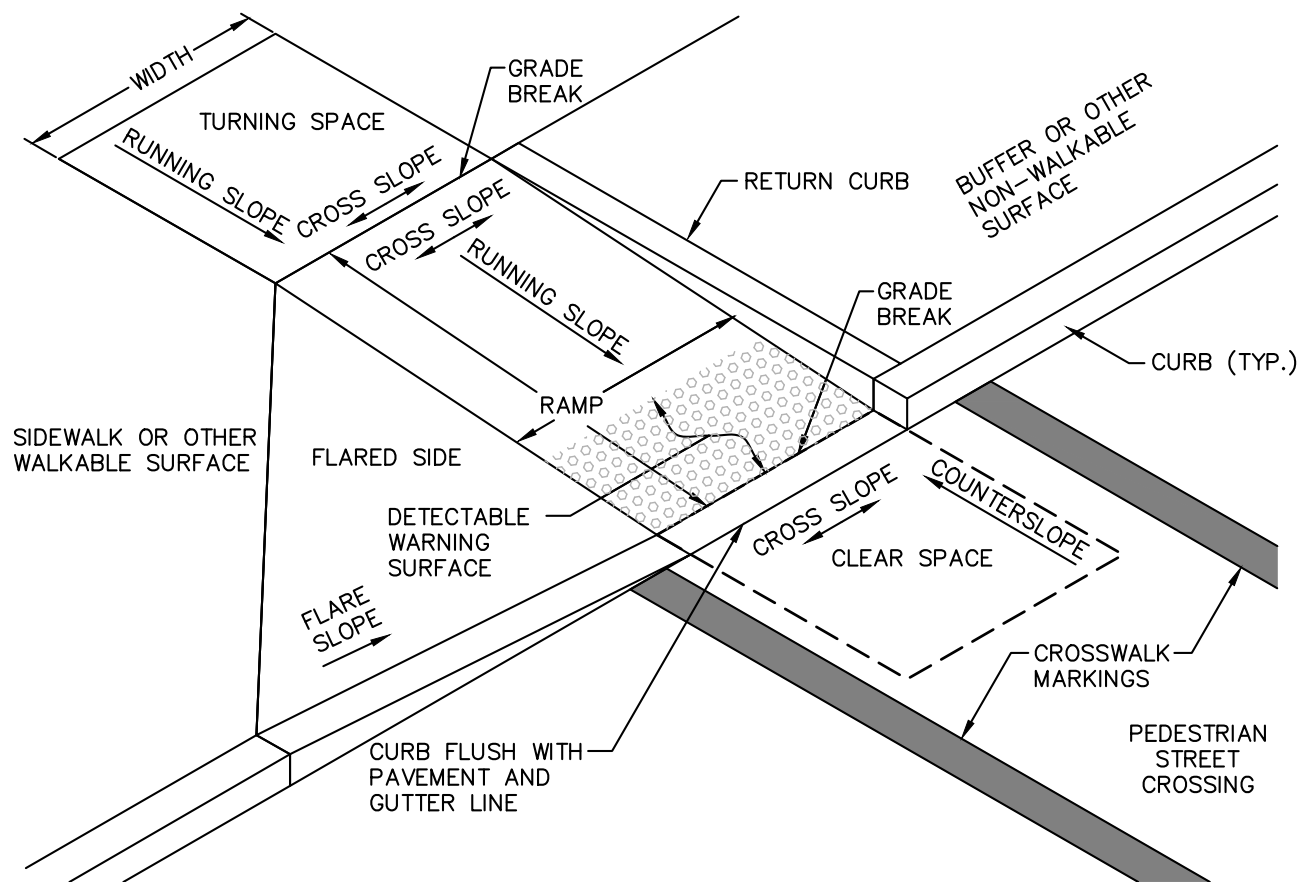 WIDTH
GRADE
BREAK
TURNING SPACE
RUNNING SLOPE
CROSS SLOPE
CROSS SLOPE
RUNNING SLOPE
RETURN CURB
BUFFER OR OTHER
NON-WALKABLE
SURFACE
GRADE
BREAK
CURB (TYP.)
RAMP
SIDEWALK OR OTHER
WALKABLE SURFACE
FLARED SIDE
DETECTABLE
WARNING
SURFACE
CROSS SLOPE
COUNTERSLOPE
CLEAR SPACE
FLARE
SLOPE
CROSSWALK
MARKINGS
CURB FLUSH WITH
PAVEMENT AND
GUTTER LINE
PEDESTRIAN
STREET
CROSSING